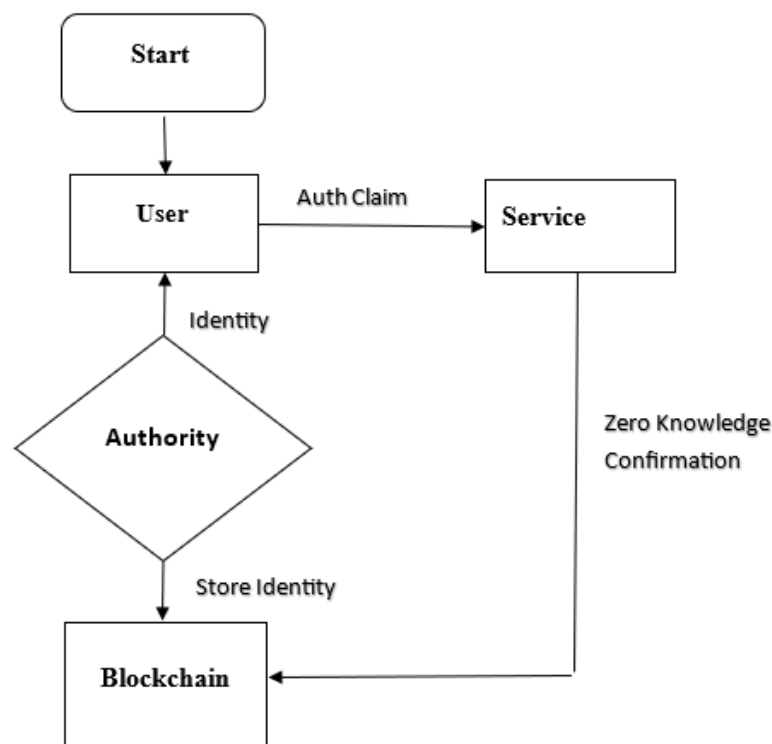 Start
User
Auth Claim
Service
Identity
Authority
Zero Knowledge
Confirmation
Store Identity
Blockchain